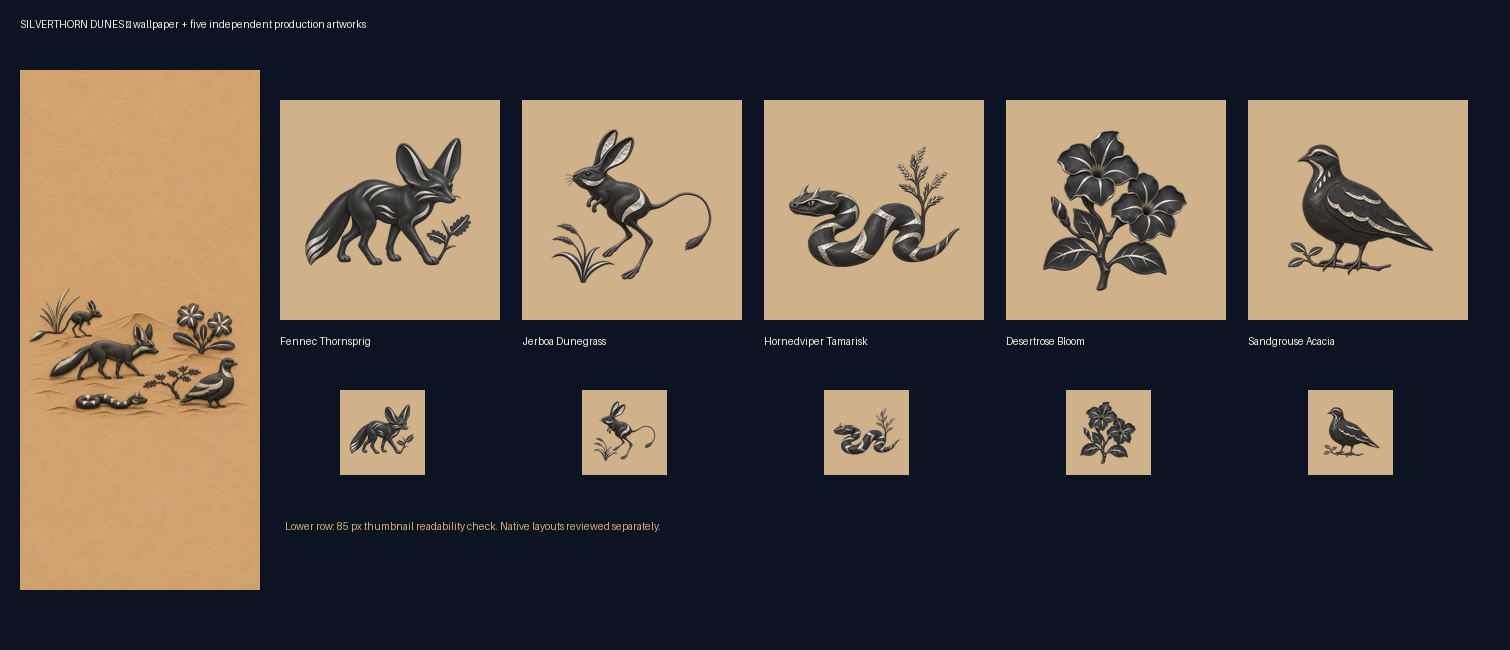 SILVERTHORN DUNES▯wallpaper + five independent production artworks
Fennec Thornsprig
Jerboa Dunegrass
Hornedviper Tamarisk
Desertrose Bloom
Sandgrouse Acacia
Lower row: 85 px thumbnail readability check. Native layouts reviewed separately.